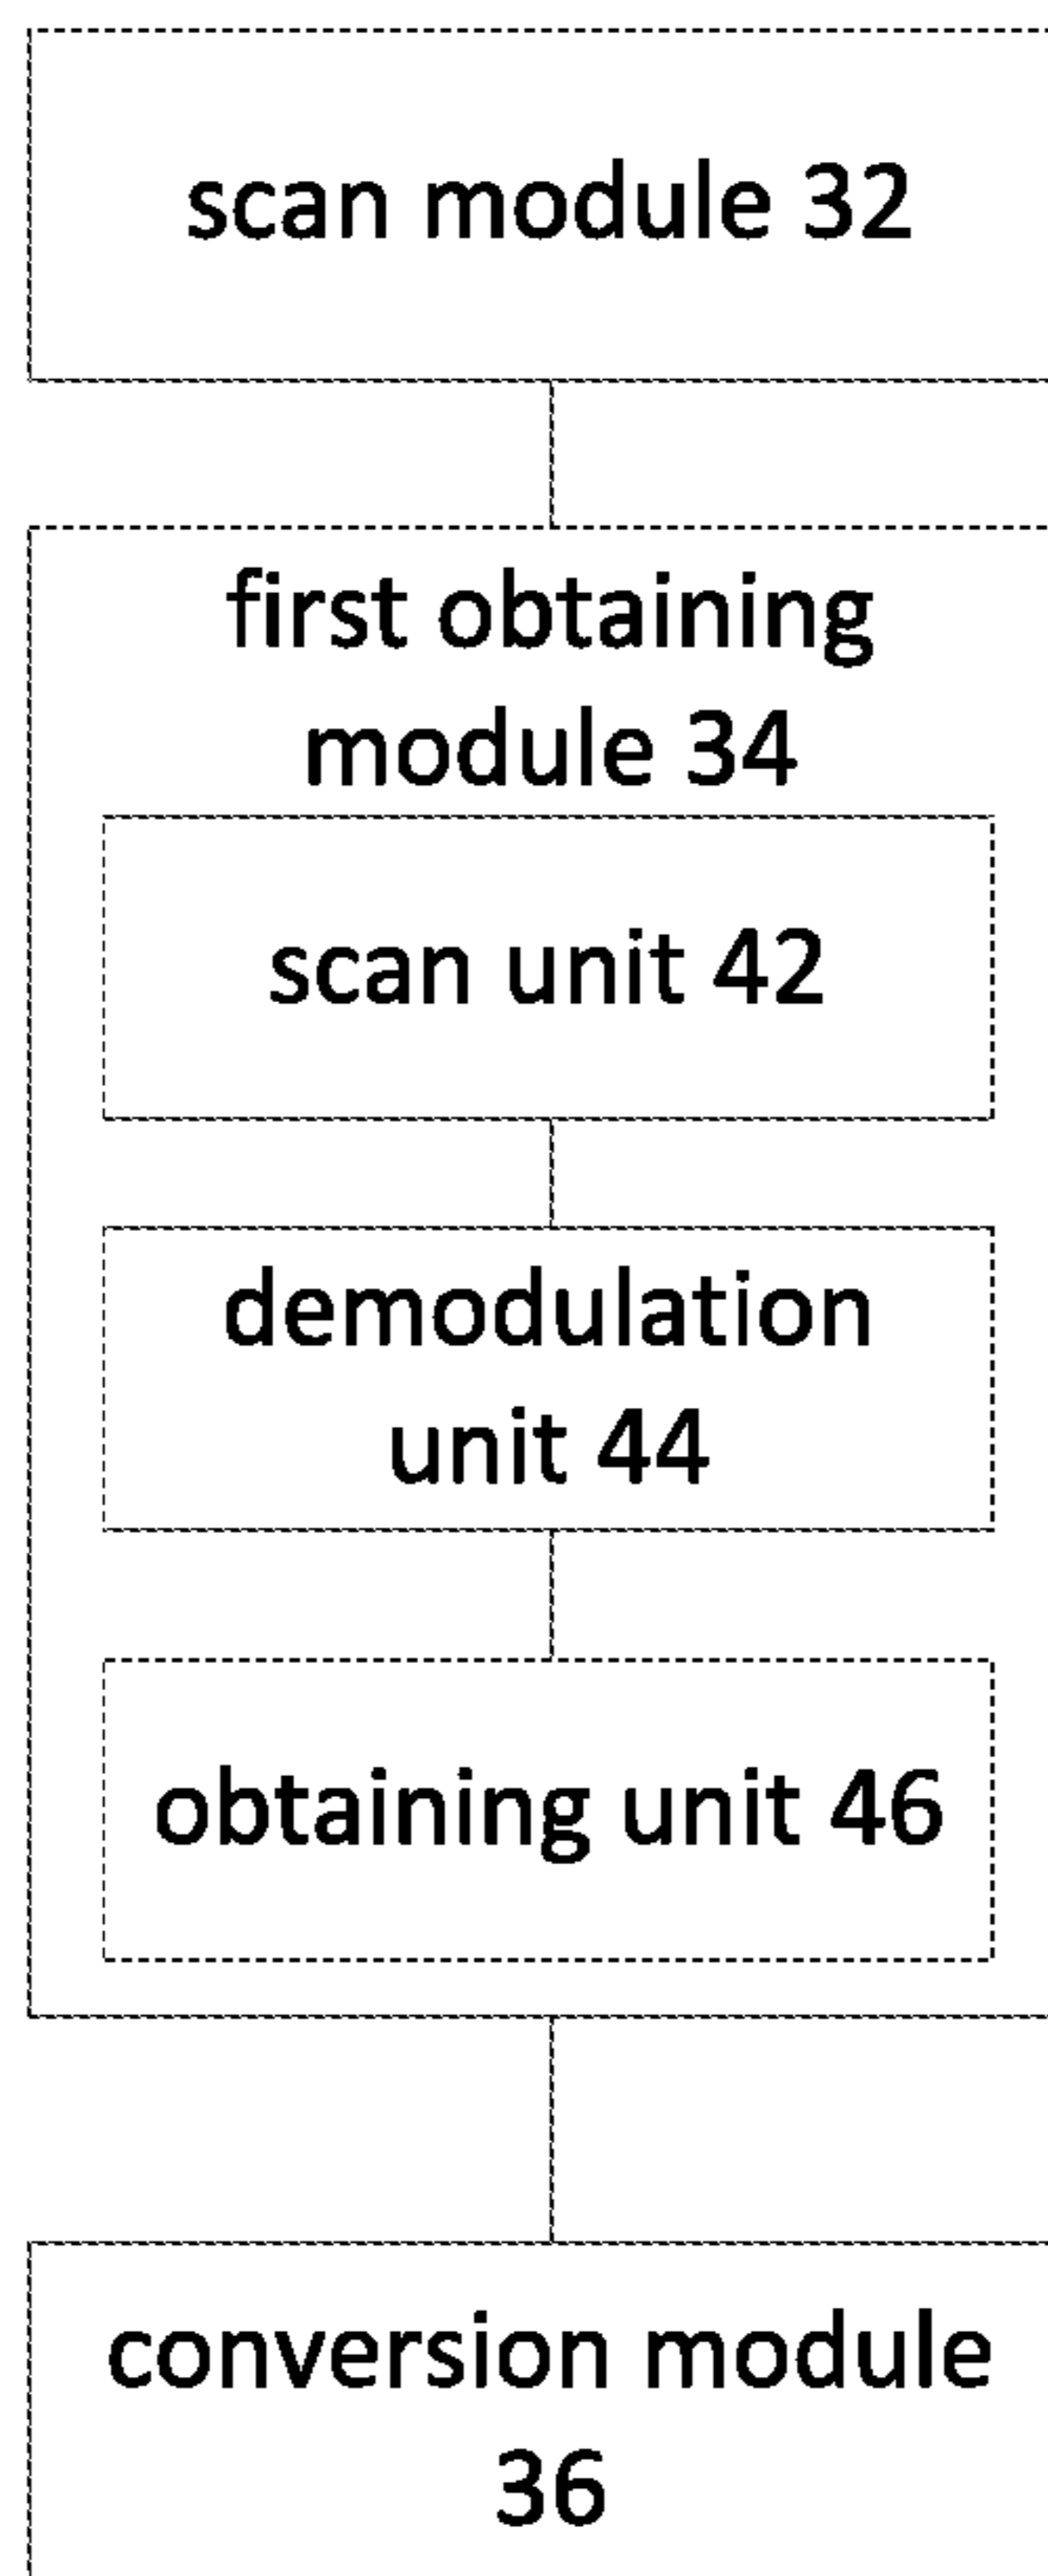 scan module 32
first obtaining
module 34
scan unit 42
demodulation
unit 44
obtaining unit 46
conversion module
36